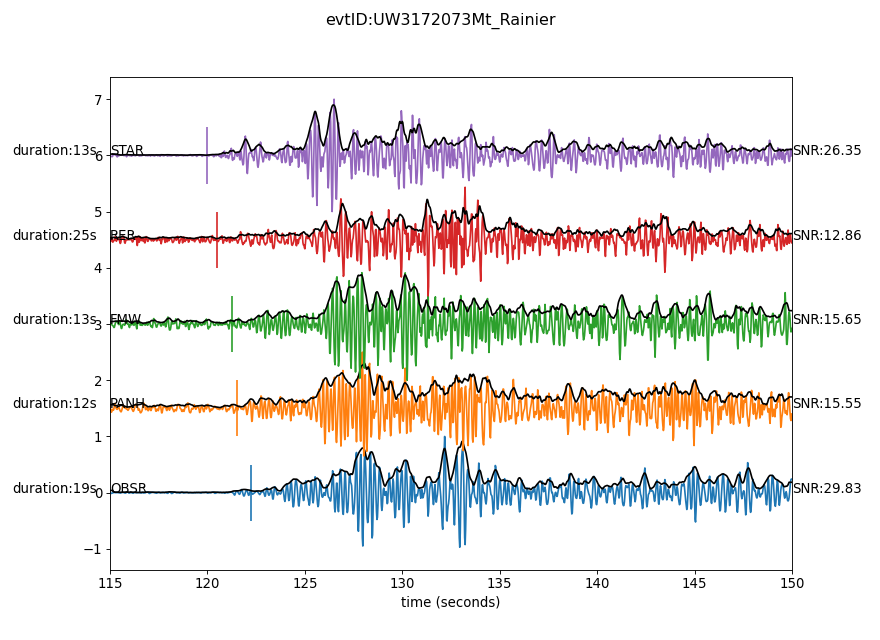 evtID:UW3172073Mt_Rainier
7
duration:13s STAR SNR:26.35
6
5
duration:25s RER SNR:12.86
4
duration:13s FMW SNR:15.65
3
2
duration:12s PANH SNR:15.55
1
duration:19s 0 OBSR SNR:29.83
−1
115 120 125 130 135 140 145 150
time (seconds)